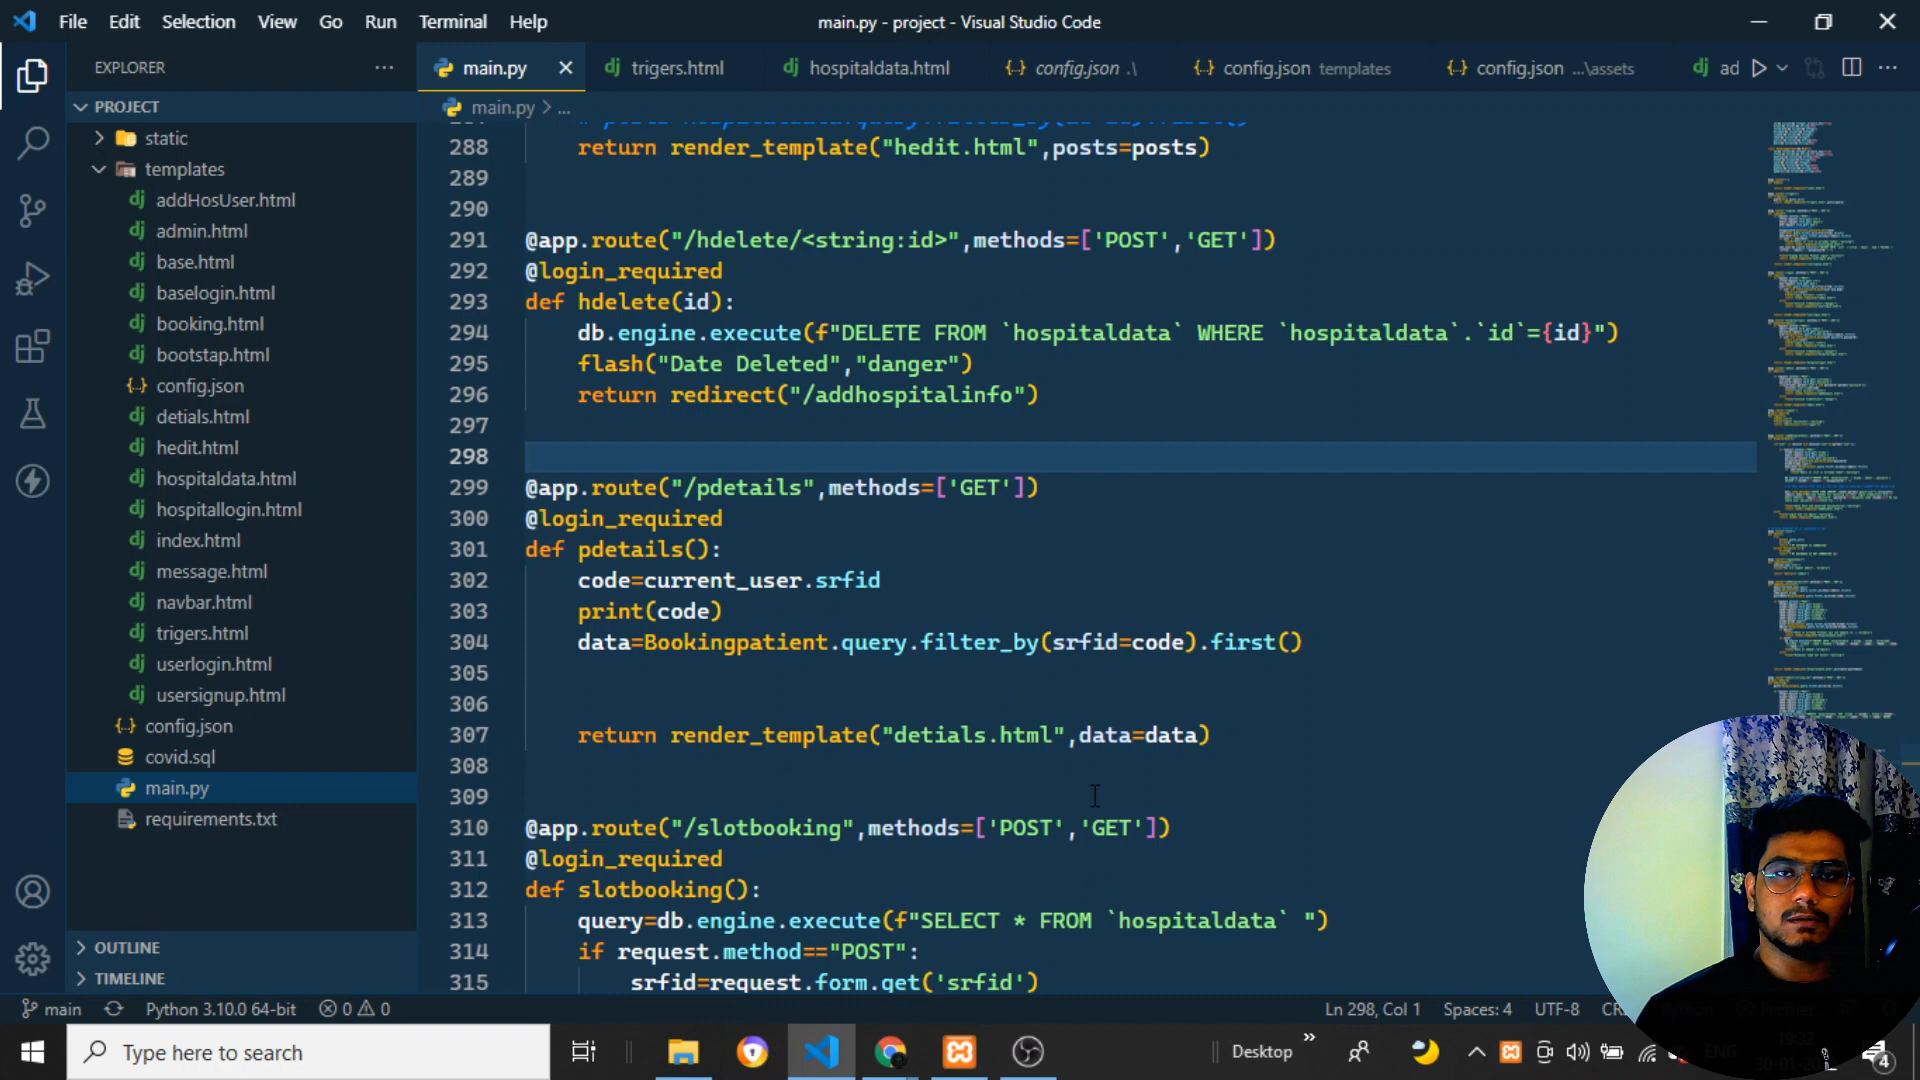 File Edit Selection View Go Run Terminal Help
main.py - project - Visual Studio Code
EXPLORER
main.py
trigers.html
hospitaldata.html
config.json .\
config.json templates
config.json ...\assets
ad
PROJECT
static
templates
addHosUser.html
admin.html
base.html
baselogin.html
booking.html
bootstap.html
config.json
detials.html
hedit.html
hospitaldata.html
hospitallogin.html
index.html
message.html
navbar.html
trigers.html
userlogin.html
usersignup.html
config.json
covid.sql
main.py
requirements.txt
OUTLINE
TIMELINE
main.py > ...
288 return render_template("hedit.html",posts=posts)
289
290
291 @app.route("/hdelete/<string:id>",methods=['POST','GET'])
292 @login_required
293 def hdelete(id):
294 db.engine.execute(f"DELETE FROM `hospitaldata` WHERE `hospitaldata`.`id`={id}")
295 flash("Date Deleted","danger")
296 return redirect("/addhospitalinfo")
297
298
299 @app.route("/pdetails",methods=['GET'])
300 @login_required
301 def pdetails():
302 code=current_user.srfid
303 print(code)
304 data=Bookingpatient.query.filter_by(srfid=code).first()
305
306
307 return render_template("detials.html",data=data)
308
309
310 @app.route("/slotbooking",methods=['POST','GET'])
311 @login_required
312 def slotbooking():
313 query=db.engine.execute(f"SELECT * FROM `hospitaldata` ")
314 if request.method=="POST":
315 srfid=request.form.get('srfid')
main Python 3.10.0 64-bit 0 0
Ln 298, Col 1 Spaces: 4 UTF-8
Type here to search
Desktop
4